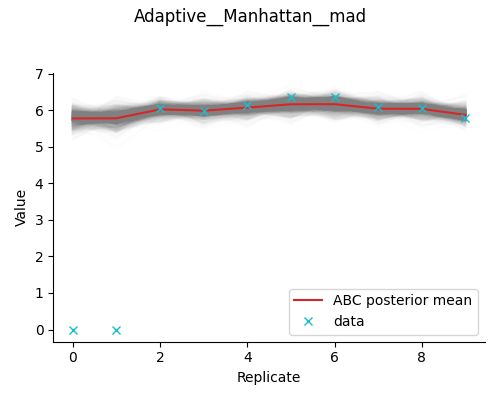 Adaptive__Manhattan__mad
7
6
5
4
3
2
1
0
Value
0 2 4 6 8
Replicate
ABC posterior mean
data